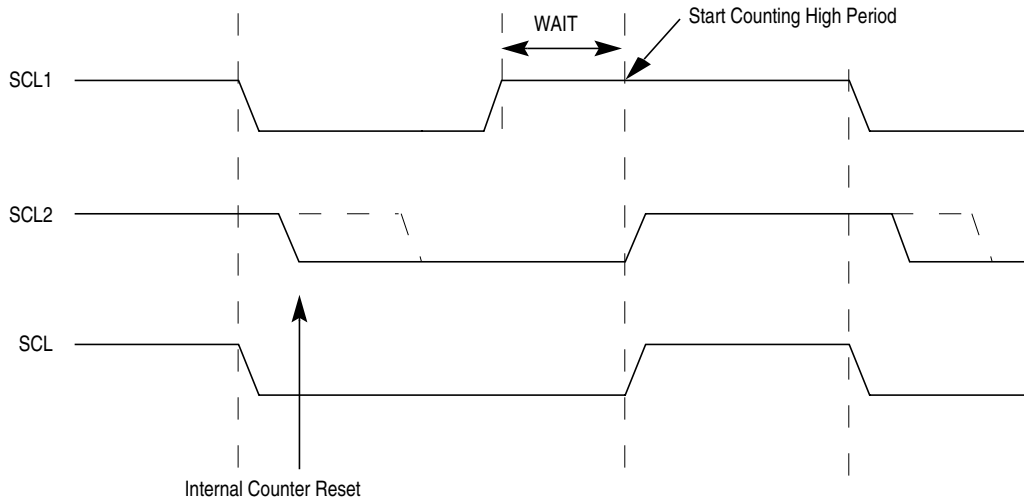 Start Counting High Period
WAIT
SCL1
SCL2
SCL
Internal Counter Reset